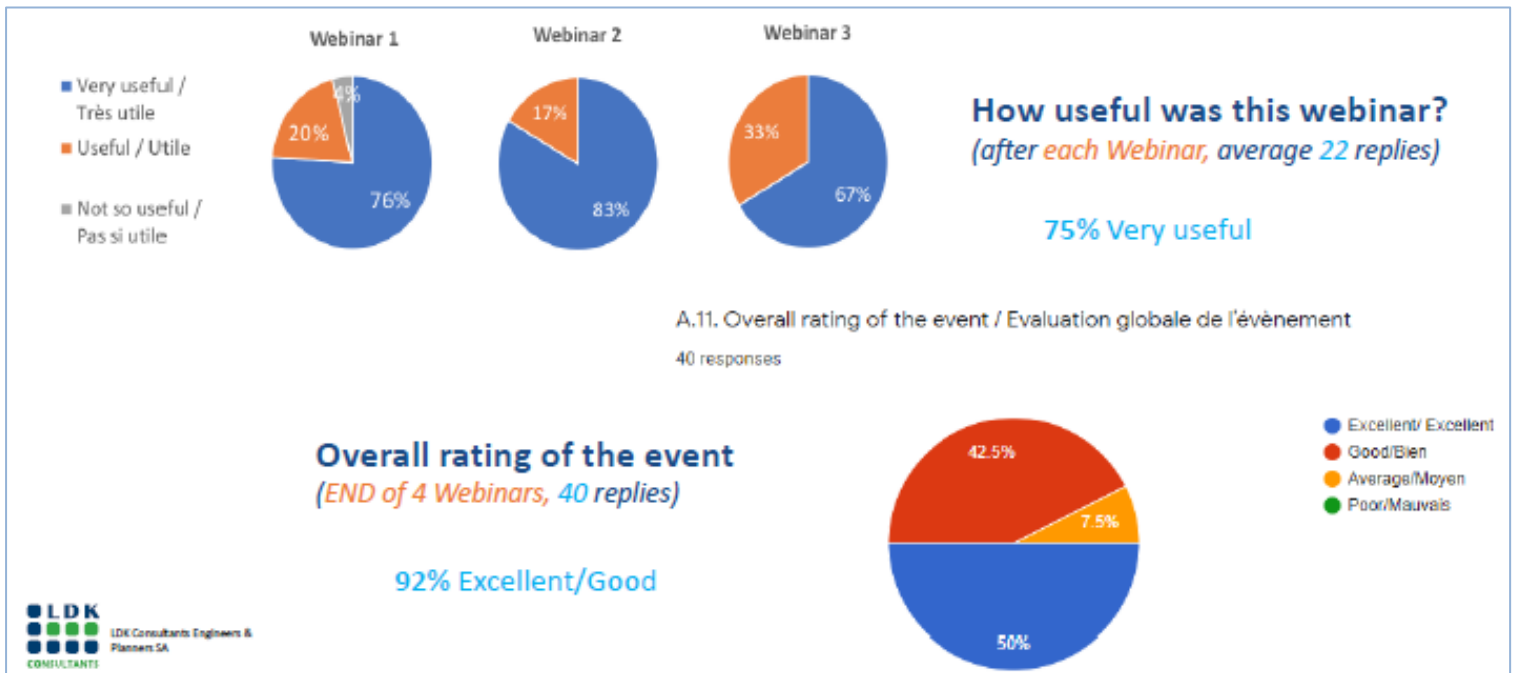 Webinar 1
Webinar 2
Webinar 3
Very useful /
Très utile
Useful / Utile
Not so useful /
Pas si utile
4%
20%
76%
17%
83%
33%
67%
How useful was this webinar?
(after each Webinar, average 22 replies)
75% Very useful
A.11. Overall rating of the event / Evaluation globale de l'évènement
40 responses
Overall rating of the event
(END of 4 Webinars, 40 replies)
92% Excellent/Good
42.5%
7.5%
50%
Excellent/ Excellent
Good/Bien
Average/Moyen
Poor/Mauvais
LDK
CONSULTANTS
LDK Consultants Engineers &
Planners SA